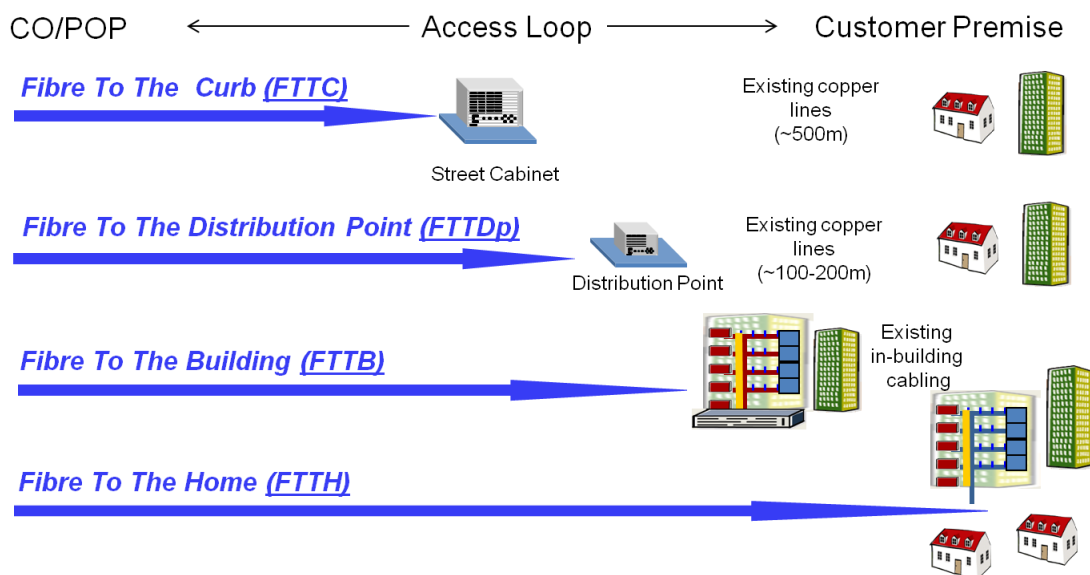 CO/POP
Access Loop
Customer Premise
Fibre To The Curb (FTTC)
Existing copper
lines
(~500m)
Street Cabinet
Fibre To The Distribution Point (FTTDp)
Existing copper
lines
(~100-200m)
Distribution Point
Fibre To The Building (FTTB)
Existing
in-building
cabling
Fibre To The Home (FTTH)